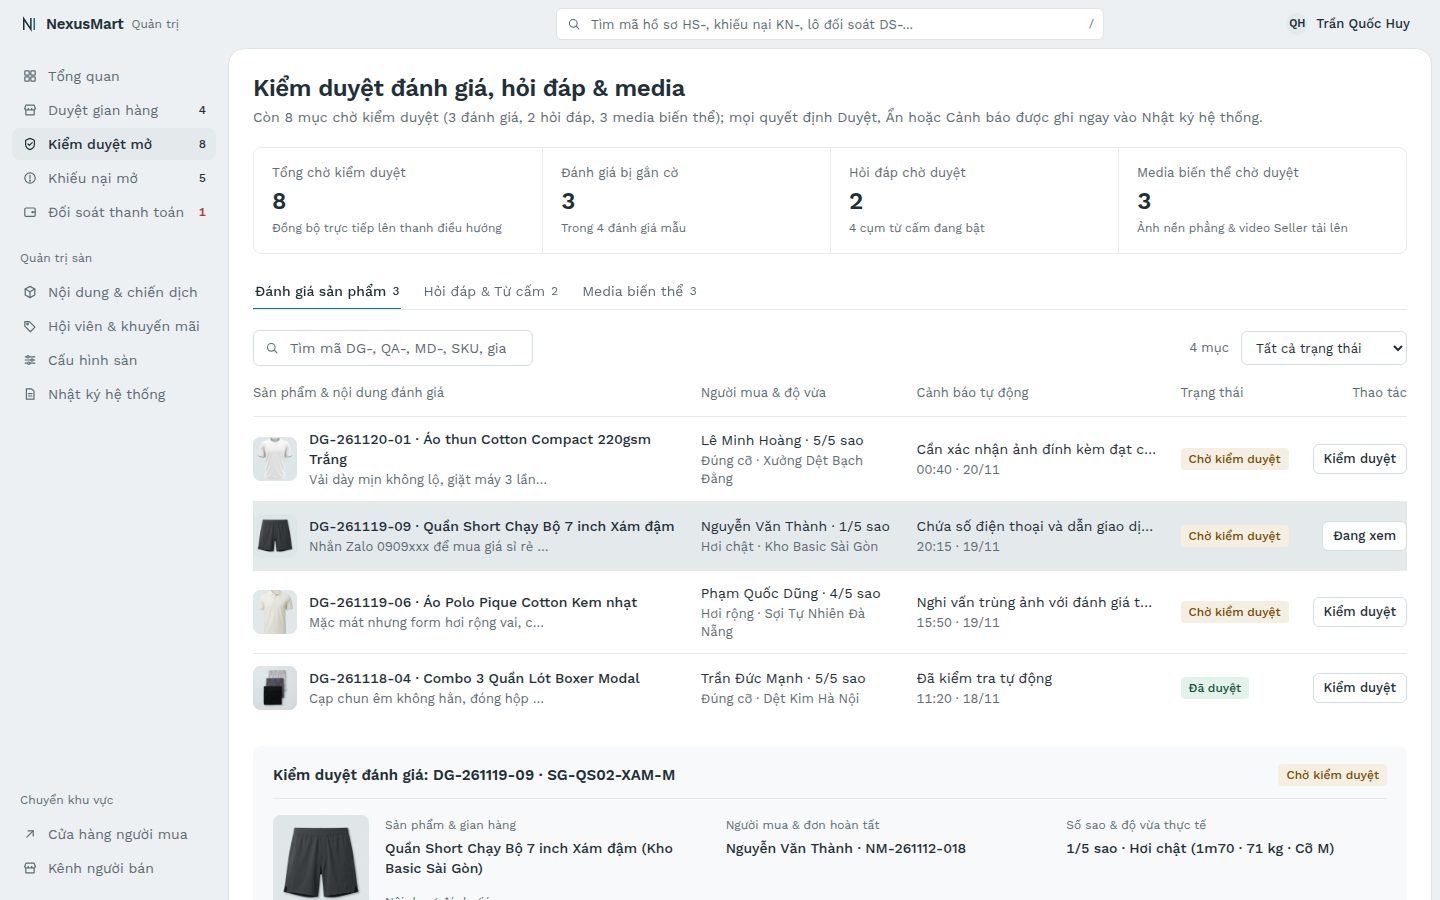 NexusMart Quản trị
Tìm mã hồ sơ HS-, khiếu nại KN-, lô đối soát DS-... /
QH Trần Quốc Huy
Tổng quan
Duyệt gian hàng 4
Kiểm duyệt mở 8
Khiếu nại mở 5
Đối soát thanh toán 1
Quản trị sàn
Nội dung & chiến dịch
Hội viên & khuyến mãi
Cấu hình sàn
Nhật ký hệ thống
Chuyển khu vực
Cửa hàng người mua
Kênh người bán
Kiểm duyệt đánh giá, hỏi đáp & media
Còn 8 mục chờ kiểm duyệt (3 đánh giá, 2 hỏi đáp, 3 media biến thể); mọi quyết định Duyệt, Ẩn hoặc Cảnh báo được ghi ngay vào Nhật ký hệ thống.
Tổng chờ kiểm duyệt
8
Đồng bộ trực tiếp lên thanh điều hướng
Đánh giá bị gắn cờ
3
Trong 4 đánh giá mẫu
Hỏi đáp chờ duyệt
2
4 cụm từ cấm đang bật
Media biến thể chờ duyệt
3
Ảnh nền phẳng & video Seller tải lên
Đánh giá sản phẩm 3 Hỏi đáp & Từ cấm 2 Media biến thể 3
Tìm mã DG-, QA-, MD-, SKU, gia
4 mục Tất cả trạng thái
Sản phẩm & nội dung đánh giá Người mua & độ vừa Cảnh báo tự động Trạng thái Thao tác
DG-261120-01 · Áo thun Cotton Compact 220gsm
Trắng
Vải dày mịn không lộ, giặt máy 3 lần...
Lê Minh Hoàng · 5/5 sao
Đúng cỡ · Xưởng Dệt Bạch
Đằng
Cần xác nhận ảnh đính kèm đạt c...
00:40 · 20/11
Chờ kiểm duyệt
Kiểm duyệt
DG-261119-09 · Quần Short Chạy Bộ 7 inch Xám đậm
Nhắn Zalo 0909xxx để mua giá sỉ rẻ ...
Nguyễn Văn Thành · 1/5 sao
Hơi chật · Kho Basic Sài Gòn
Chứa số điện thoại và dẫn giao dị...
20:15 · 19/11
Chờ kiểm duyệt
Đang xem
DG-261119-06 · Áo Polo Pique Cotton Kem nhạt
Mặc mát nhưng form hơi rộng vai, c...
Phạm Quốc Dũng · 4/5 sao
Hơi rộng · Sợi Tự Nhiên Đà
Nẵng
Nghi vấn trùng ảnh với đánh giá t...
15:50 · 19/11
Chờ kiểm duyệt
Kiểm duyệt
DG-261118-04 · Combo 3 Quần Lót Boxer Modal
Cạp chun êm không hằn, đóng hộp ...
Trần Đức Mạnh · 5/5 sao
Đúng cỡ · Dệt Kim Hà Nội
Đã kiểm tra tự động
11:20 · 18/11
Đã duyệt
Kiểm duyệt
Kiểm duyệt đánh giá: DG-261119-09 · SG-QS02-XAM-M
Chờ kiểm duyệt
Sản phẩm & gian hàng
Quần Short Chạy Bộ 7 inch Xám đậm (Kho
Basic Sài Gòn)
Người mua & đơn hoàn tất
Nguyễn Văn Thành · NM-261112-018
Số sao & độ vừa thực tế
1/5 sao · Hơi chật (1m70 · 71 kg · Cỡ M)